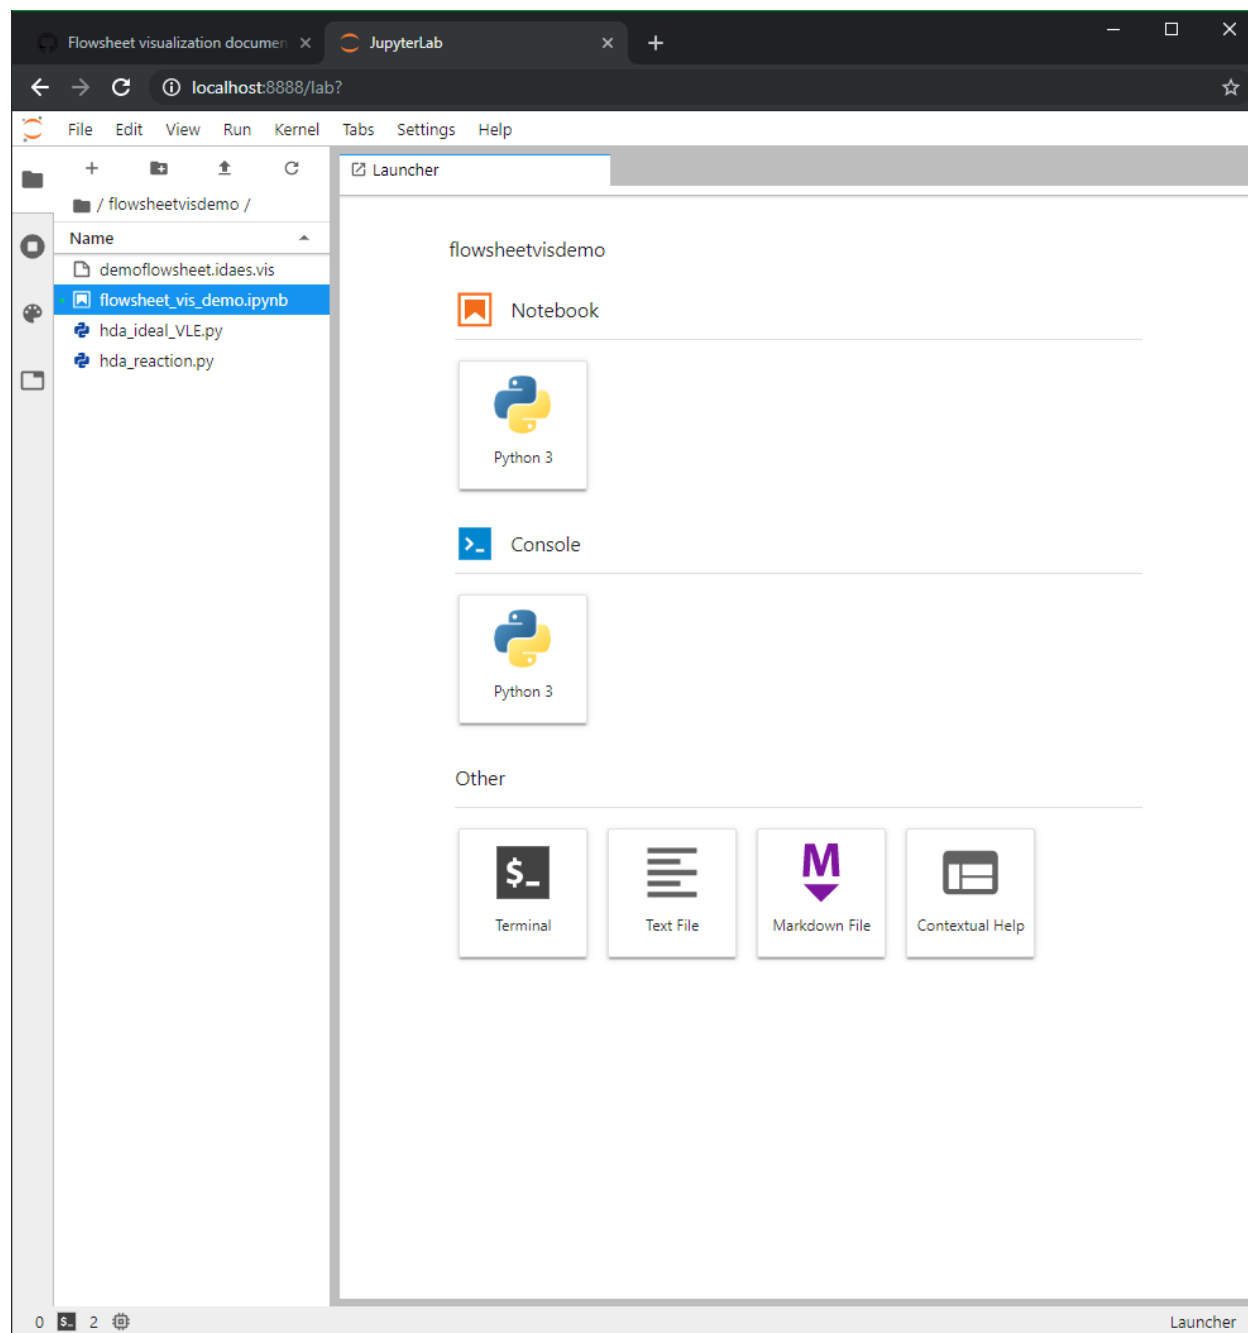 Flowsheet visualization documen
JupyterLab
localhost:8888/lab?
File Edit View Run Kernel Tabs Settings Help
/ flowsheetvisdemo /
Name
demoflowsheet.idaes.vis
flowsheet_vis_demo.ipynb
hda_ideal_VLE.py
hda_reaction.py
Launcher
flowsheetvisdemo
Notebook
Python 3
Console
Python 3
Other
$_
Terminal
Text File
M
Markdown File
Contextual Help
0 $_ 2
Launcher